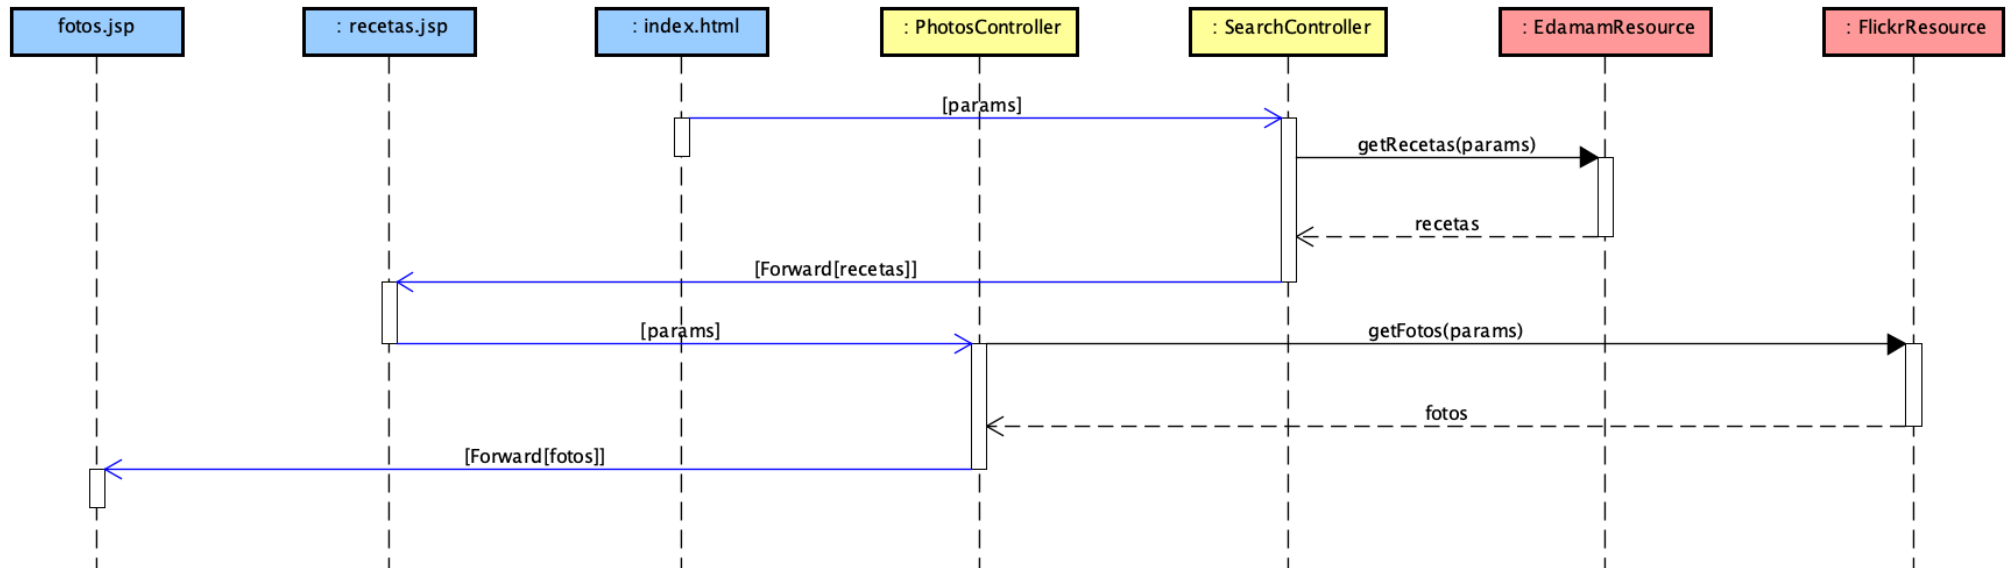 fotos.jsp
: recetas.jsp
: index.html
: PhotosController
: SearchController
: EdamamResource
: FlickrResource
[params]
getRecetas(params)
recetas
[Forward[recetas]]
[params]
getFotos(params)
fotos
[Forward[fotos]]